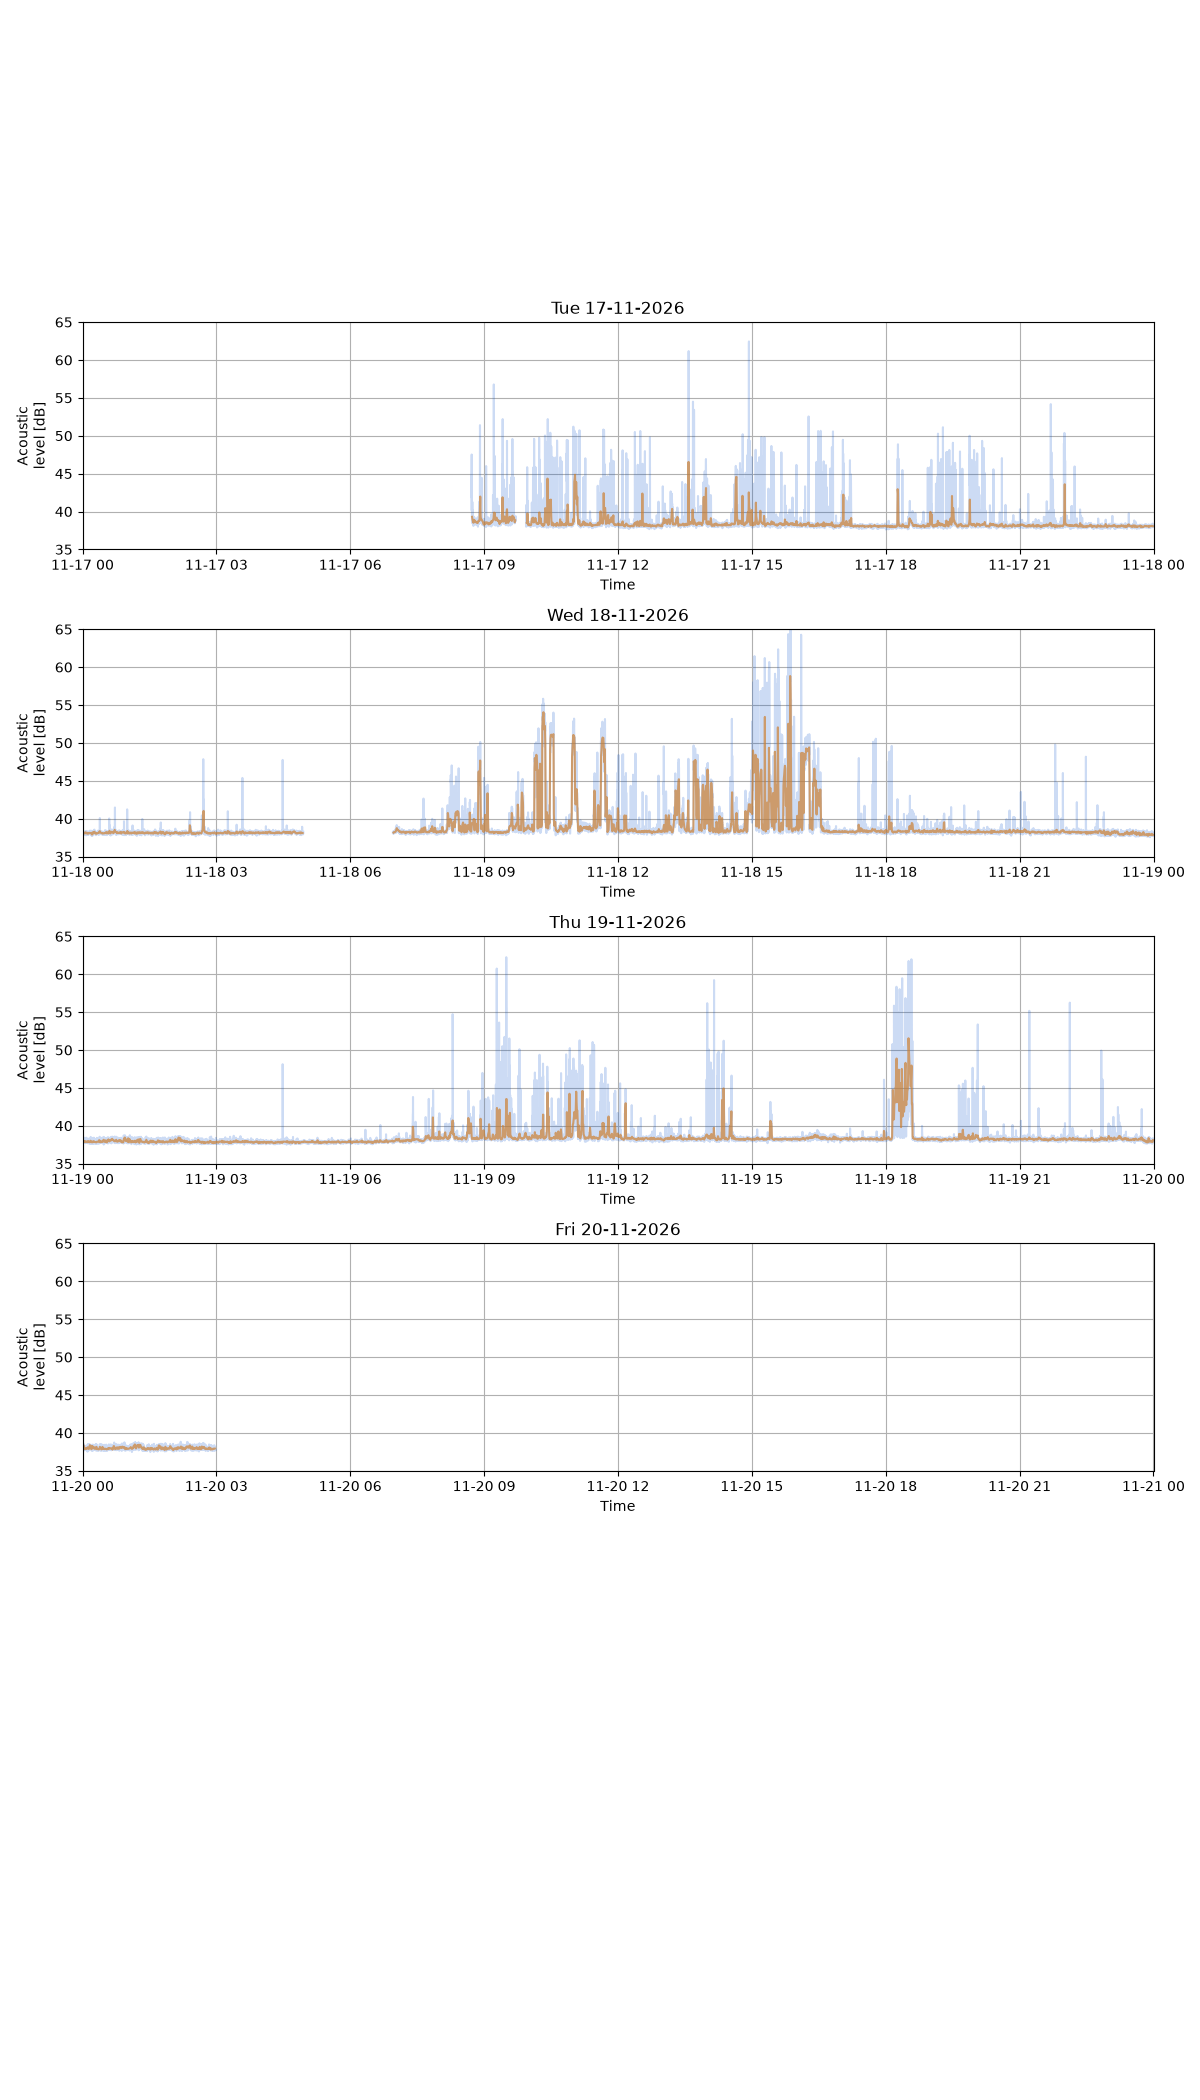 Tue 17-11-2026
65
60
55
50
45
40
35
Acoustic
level [dB]
11-17 00 11-17 03 11-17 06 11-17 09 11-17 12 11-17 15 11-17 18 11-17 21 11-18 00
Time
Wed 18-11-2026
65
60
55
50
45
40
35
Acoustic
level [dB]
11-18 00 11-18 03 11-18 06 11-18 09 11-18 12 11-18 15 11-18 18 11-18 21 11-19 00
Time
Thu 19-11-2026
65
60
55
50
45
40
35
Acoustic
level [dB]
11-19 00 11-19 03 11-19 06 11-19 09 11-19 12 11-19 15 11-19 18 11-19 21 11-20 00
Time
Fri 20-11-2026
65
60
55
50
45
40
35
Acoustic
level [dB]
11-20 00 11-20 03 11-20 06 11-20 09 11-20 12 11-20 15 11-20 18 11-20 21 11-21 00
Time